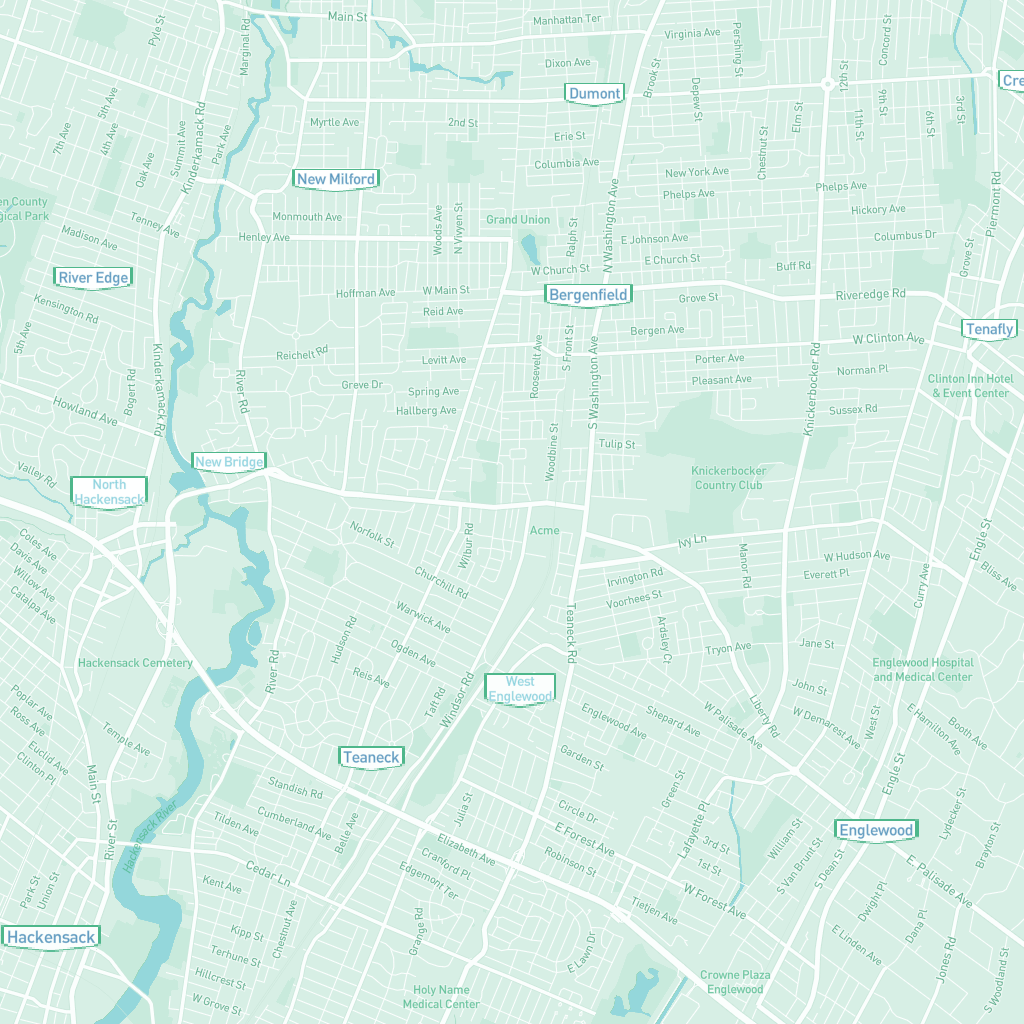 Main St
Manhattan Ter
Virginia Ave
Pershing St
Concord St
Pyle St
Marginal Rd
Dixon Ave
Brook St
12th St
Cre
Dumont
Depew St
9th St
3rd St
5th Ave
Myrtle Ave
2nd St
Erie St
Elm St
11th St
6th St
7th Ave
4th Ave
Summit Ave
Park Ave
Kinderkamack Rd
Chestnut St
Oak Ave
Columbia Ave
New York Ave
New Milford
Phelps Ave
Phelps Ave
Piermont Rd
en County
gical Park
Tenney Ave
Monmouth Ave
Woods Ave
N Vivyen St
Grand Union
Ralph St
N Washington Ave
Hickory Ave
Madison Ave
Henley Ave
E Johnson Ave
Columbus Dr
Grove St
River Edge
W Church St
E Church St
Buff Rd
Kensington Rd
Hoffman Ave
W Main St
Bergenfield
Grove St
Riveredge Rd
5th Ave
Reid Ave
S Front St
Bergen Ave
Tenafly
Kinderkamack Rd
Reichelt Rd
Levitt Ave
Roosevelt Ave
S Washington Ave
Porter Ave
W Clinton Ave
Bogert Rd
River Rd
Greve Dr
Spring Ave
Pleasant Ave
Knickerbocker Rd
Norman Pl
Clinton Inn Hotel
& Event Center
Howland Ave
Hallberg Ave
Sussex Rd
Woodbine St
Tulip St
New Bridge
Valley Rd
North
Hackensack
Knickerbocker
Country Club
Norfolk St
Wilbur Rd
Acme
Ivy Ln
Engle St
Coles Ave
Davis Ave
Willow Ave
Catalpa Ave
Manor Rd
W Hudson Ave
Everett Pl
Curry Ave
Bliss Ave
Churchill Rd
Irvington Rd
Voorhees St
Warwick Ave
Hudson Rd
Teaneck Rd
Ardsley Ct
Tryon Ave
Jane St
Hackensack Cemetery
River Rd
Ogden Ave
Reis Ave
Englewood Hospital
and Medical Center
Taft Rd
Windsor Rd
West
Englewood
John St
Poplar Ave
Ross Ave
Euclid Ave
Clinton Pl
Temple Ave
Englewood Ave
Shepard Ave
W Palisade Ave
Liberty Rd
W Demarest Ave
West St
E Hamilton Ave
Booth Ave
Teaneck
Garden St
Engle St
Main St
Standish Rd
Green St
Julia St
Circle Dr
Lafayette Pl
Lydecker St
Hackensack River
Tilden Ave
Cumberland Ave
Belle Ave
E Forest Ave
3rd St
William St
Englewood
River St
Elizabeth Ave
Robinson St
1st St
S Van Brunt St
S Dean St
Brayton St
Cranford Pl
Edgemont Ter
Cedar Ln
E Palisade Ave
Park St
Union St
Kent Ave
W Forest Ave
Tietjen Ave
Dwight Pl
Dana Pl
Hackensack
Kipp St
Chestnut Ave
Grange Rd
E Linden Ave
Terhune St
E Lawn Dr
Jones Rd
Hillcrest St
Crowne Plaza
Englewood
S Woodland St
W Grove St
Holy Name
Medical Center